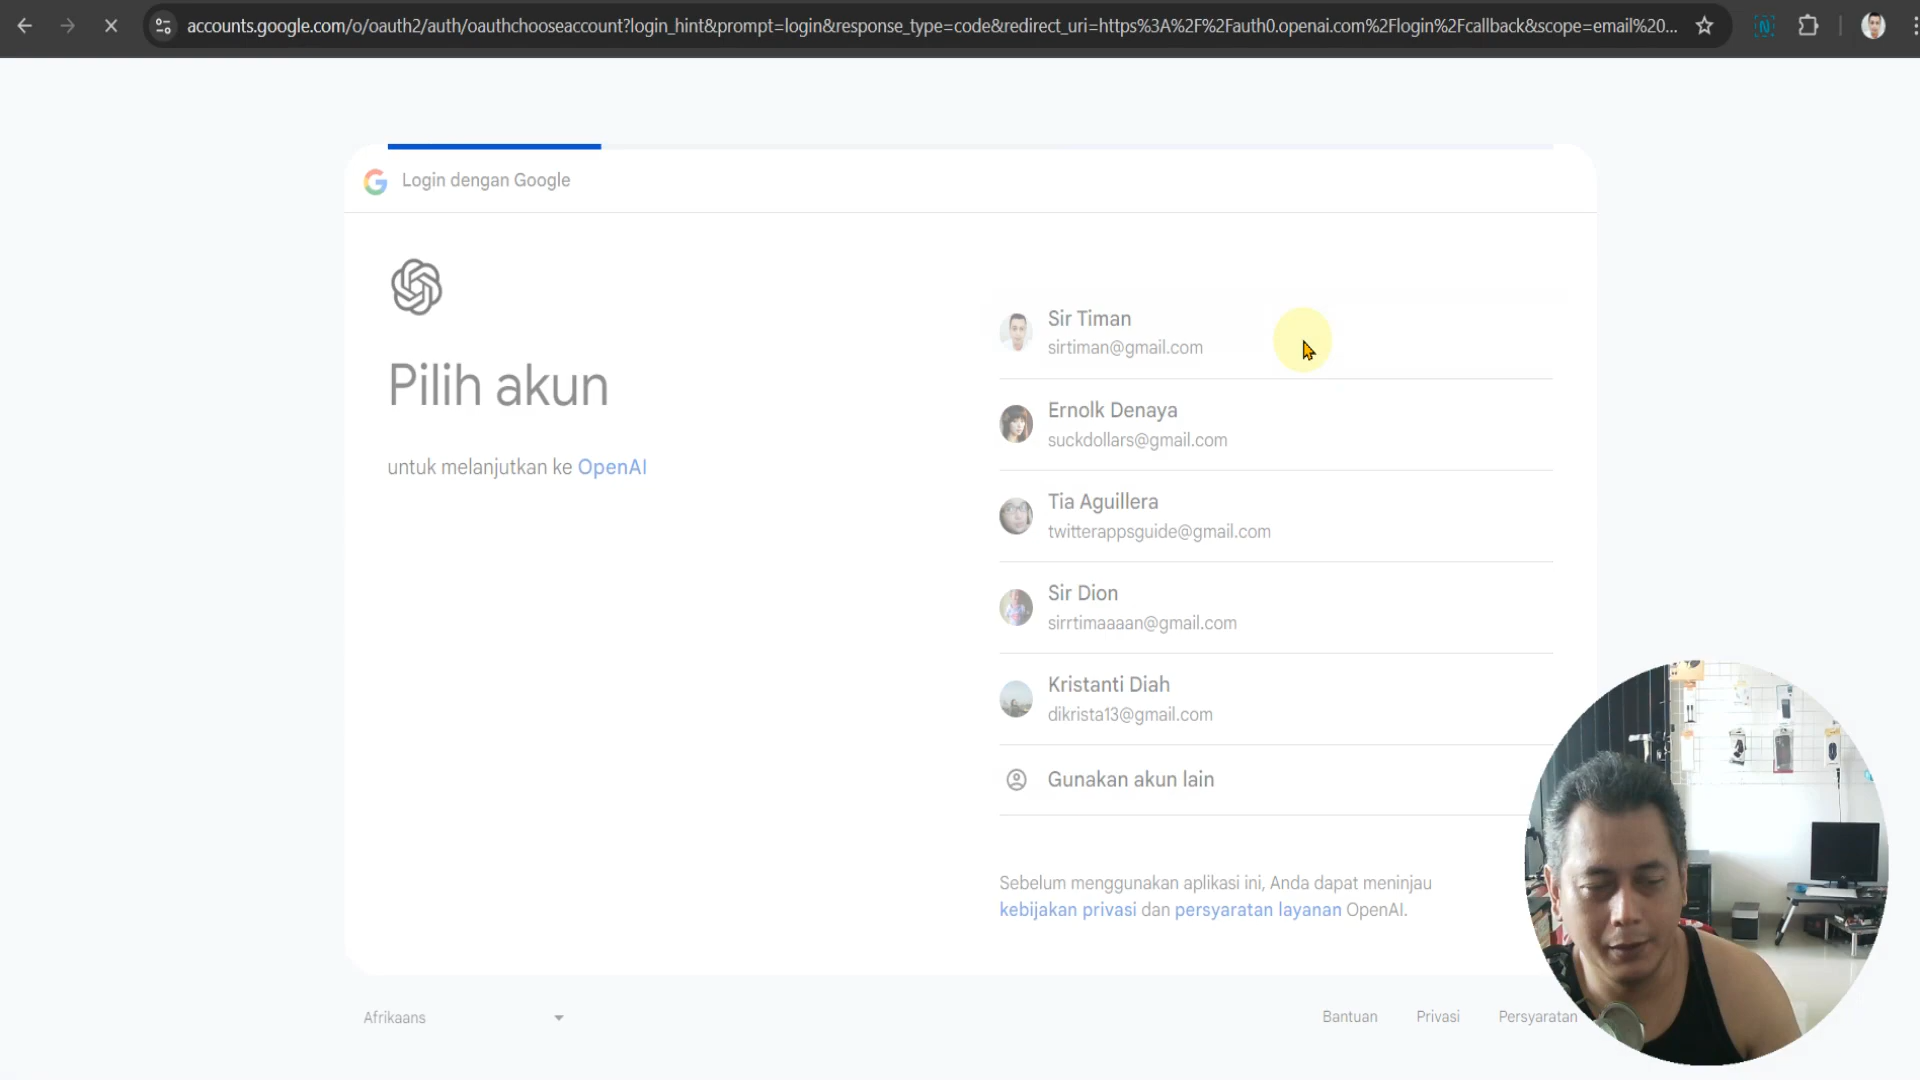 accounts.google.com/o/oauth2/auth/oauthchooseaccount?login_hint&prompt=login&response_type=code&redirect_uri=https%3A%2F%2Fauth0.openai.com%2Flogin%2Fcallback&scope=email%20...
Login dengan Google
Pilih akun
untuk melanjutkan ke OpenAI
Sir Timan
sirtiman@gmail.com
Ernolk Denaya
suckdollars@gmail.com
Tia Aguillera
twitterappsguide@gmail.com
Sir Dion
sirrtimaaaan@gmail.com
Kristanti Diah
dikrista13@gmail.com
Gunakan akun lain
Sebelum menggunakan aplikasi ini, Anda dapat meninjau
kebijakan privasi dan persyaratan layanan OpenAI.
Afrikaans
Bantuan
Privasi
Persyaratan